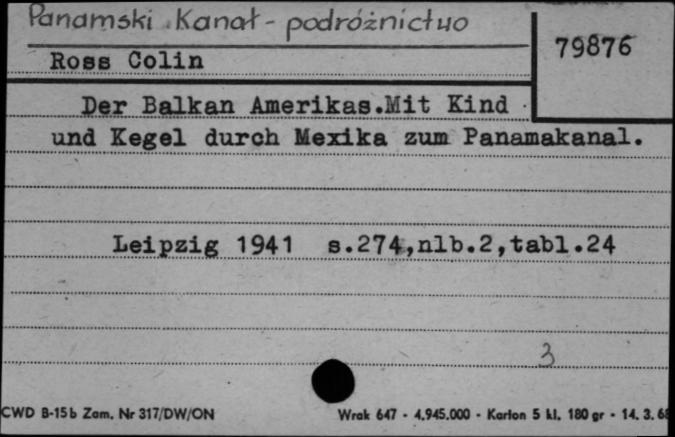 Panamski Kanał - podróżnictwo
79876
Ross Colin
Der Balkan Amerikas.Mit Kind
und Kegel durch Mexika zum Panamakanal.
Leipzig 1941 s.274,nlb.2,tabl.24
3
CWD B-15b Zam. Nr 317/DW/ON
Wrak 647 - 4.945.000 - Karton 5 kl. 180 gr - 14. 3. 68